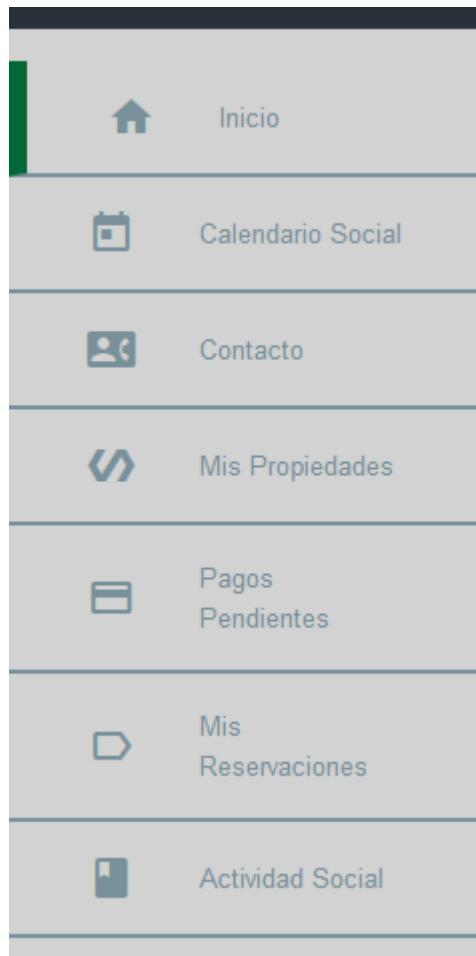 Inicio
Calendario Social
Contacto
Mis Propiedades
Pagos
Pendientes
Mis
Reservaciones
Actividad Social